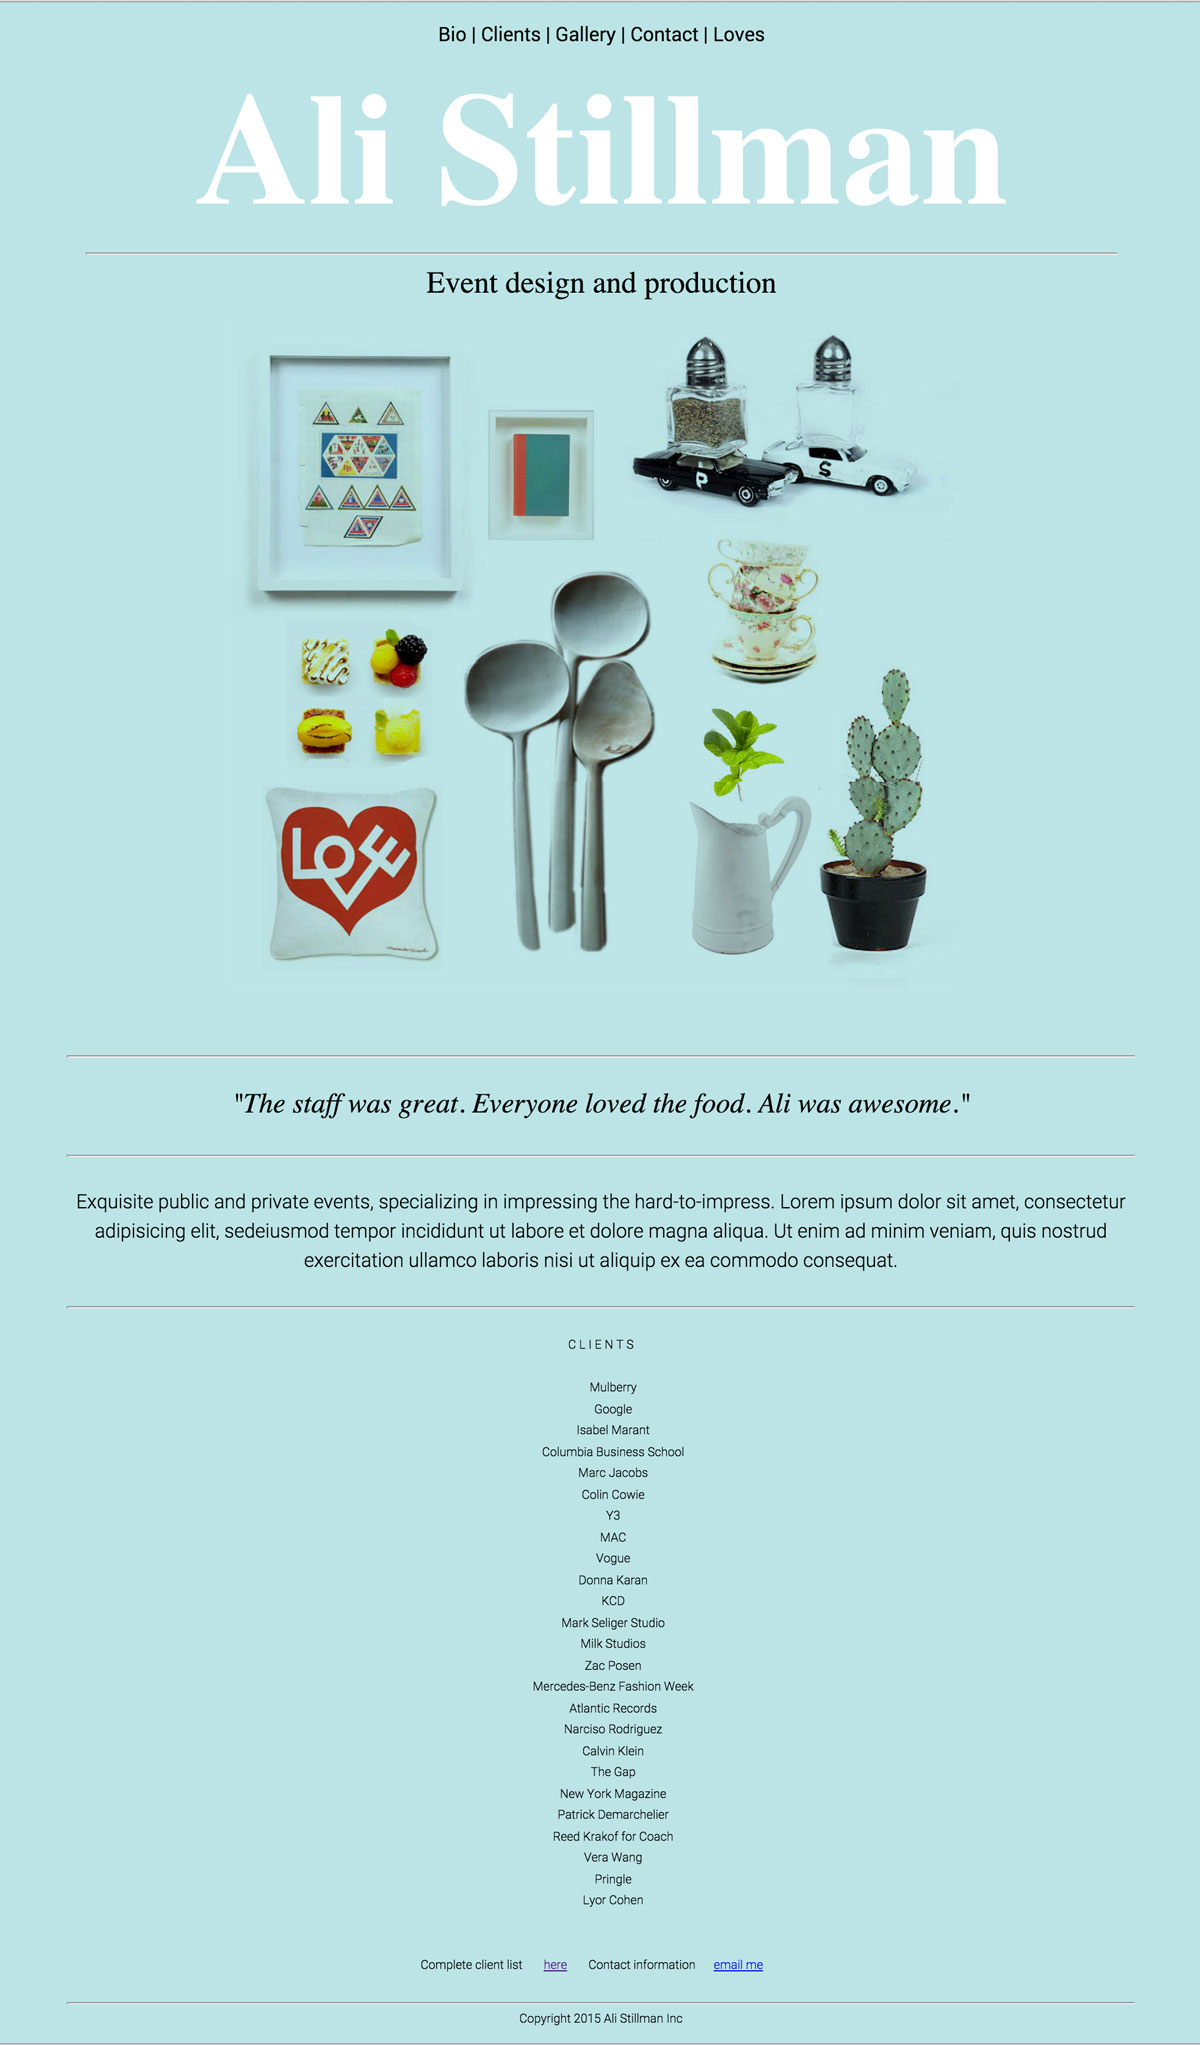 Bio | Clients | Gallery | Contact | Loves
Ali Stillman
Event design and production
P
S
LOVE
"The staff was great. Everyone loved the food. Ali was awesome."
Exquisite public and private events, specializing in impressing the hard-to-impress. Lorem ipsum dolor sit amet, consectetur
adipisicing elit, sedeiusmod tempor incididunt ut labore et dolore magna aliqua. Ut enim ad minim veniam, quis nostrud
exercitation ullamco laboris nisi ut aliquip ex ea commodo consequat.
CLIENTS
Mulberry
Google
Isabel Marant
Columbia Business School
Marc Jacobs
Colin Cowie
Y3
MAC
Vogue
Donna Karan
KCD
Mark Seliger Studio
Milk Studios
Zac Posen
Mercedes-Benz Fashion Week
Atlantic Records
Narciso Rodriguez
Calvin Klein
The Gap
New York Magazine
Patrick Demarchelier
Reed Krakof for Coach
Vera Wang
Pringle
Lyor Cohen
Complete client list here Contact information email me
Copyright 2015 Ali Stillman Inc